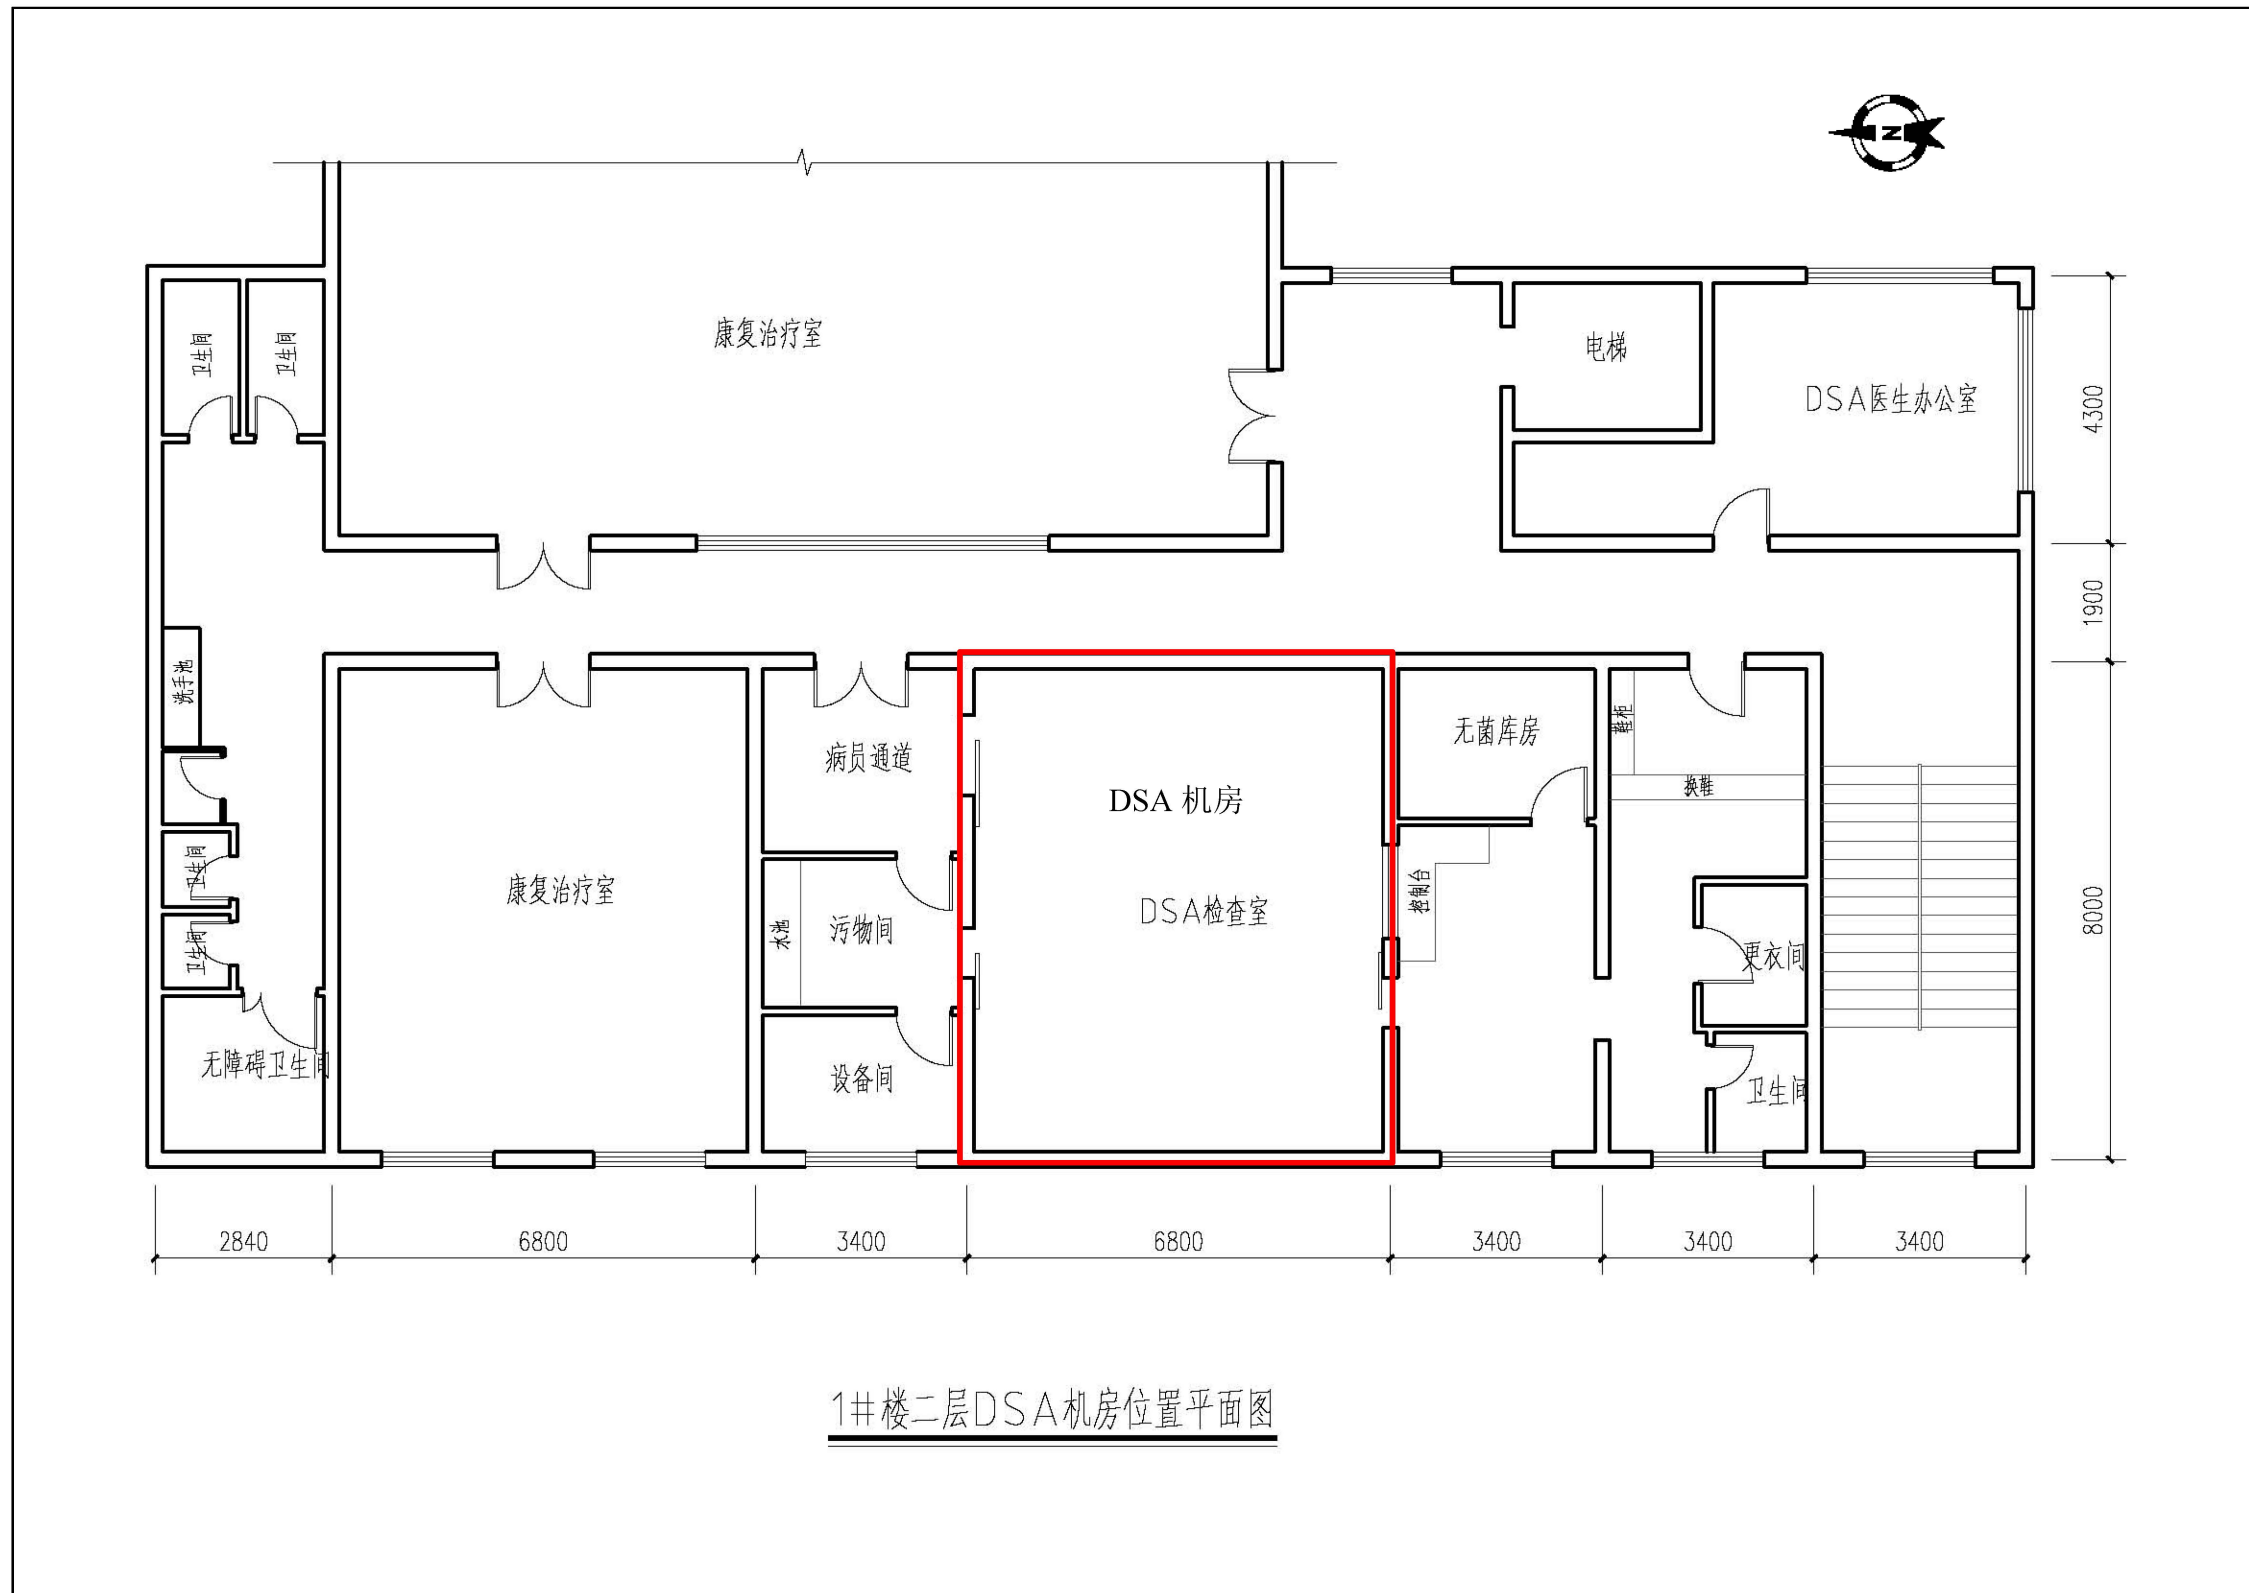 N
康复治疗室
电梯
DSA医生办公室
卫生间
卫生间
4300
1900
8000
洗手池
病员通道
DSA 机房
DSA检查室
无菌库房
鞋柜
换鞋
控制台
康复治疗室
卫生间
卫生间
水池
污物间
更衣间
无障碍卫生间
设备间
卫生间
2840
6800
3400
6800
3400
3400
3400
1#楼二层DSA机房位置平面图